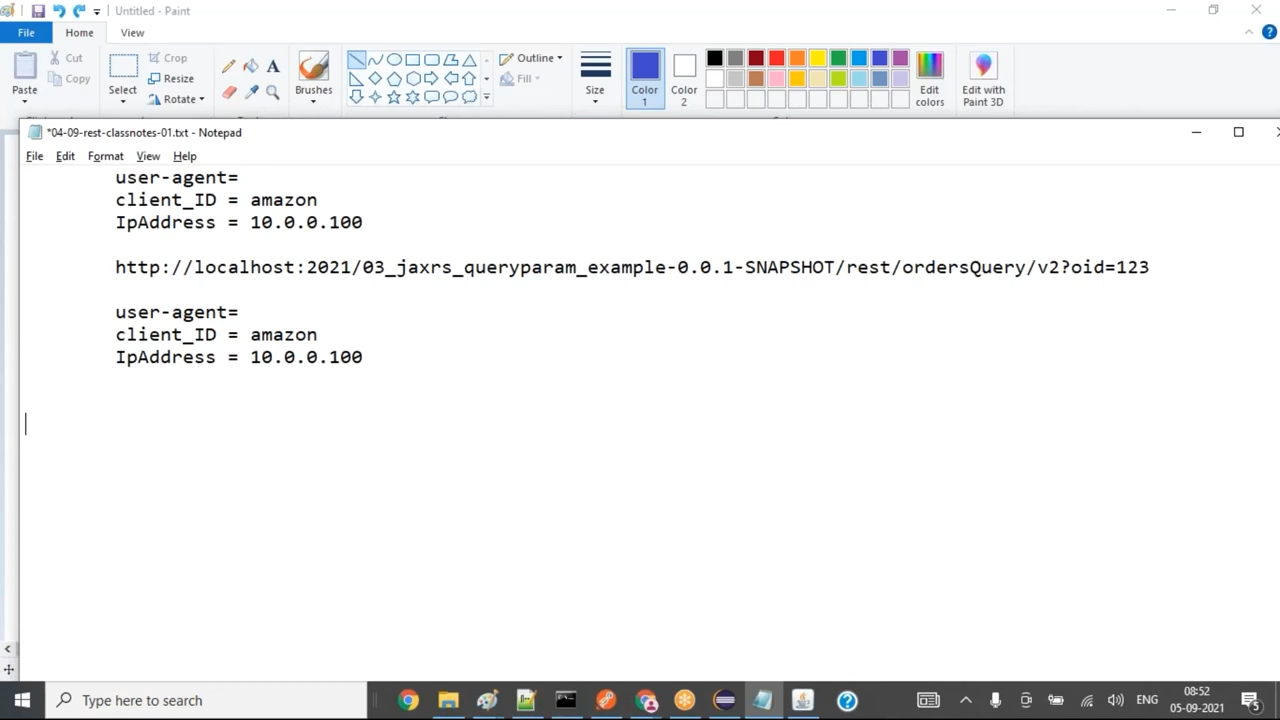 Untitled - Paint
File
Home
View
Paste
Cut
Copy
Select
Crop
Resize
Rotate
Brushes
Outline
Fill
Size
Color 1
Color 2
Edit colors
Edit with Paint 3D
*04-09-rest-classnotes-01.txt - Notepad
File Edit Format View Help
user-agent=
client_ID = amazon
IpAddress = 10.0.0.100
http://localhost:2021/03_jaxrs_queryparam_example-0.0.1-SNAPSHOT/rest/ordersQuery/v2?oid=123
user-agent=
client_ID = amazon
IpAddress = 10.0.0.100
Type here to search
ENG
08:52
05-09-2021
5